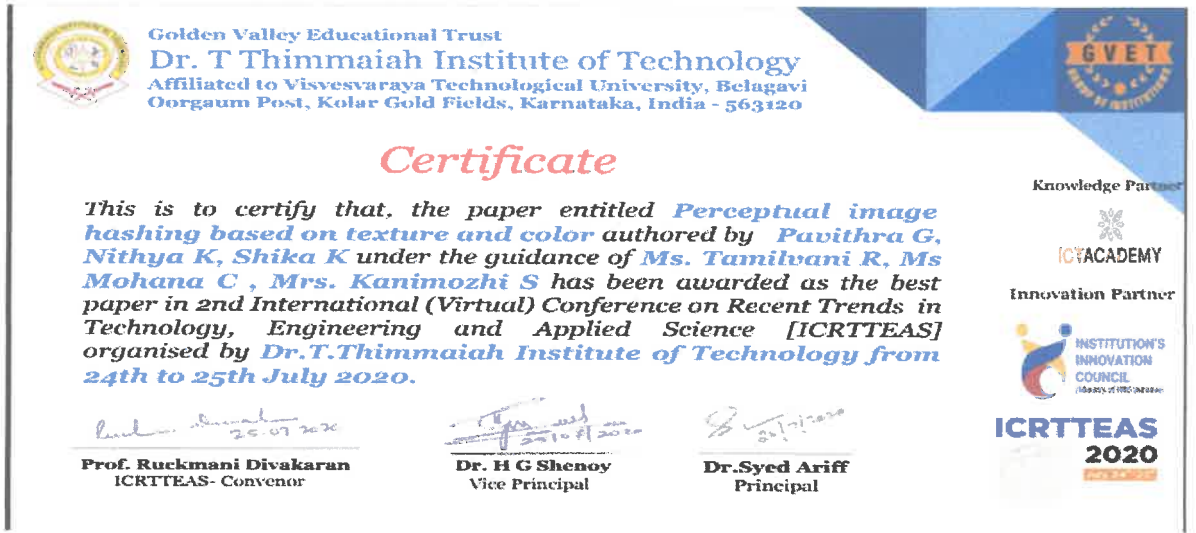 Golden Valley Educational Trust
Dr. T Thimmaiah Institute of Technology
Affiliated to Visvesvaraya Technological University, Belagavi
Oorgaum Post, Kolar Gold Fields, Karnataka, India - 563120
GVET
GROUP OF INSTITUTIONS
Certificate
This is to certify that, the paper entitled Perceptual image
hashing based on texture and color authored by Pavithra G,
Nithya K, Shika K under the guidance of Ms. Tamilvani R, Ms
Mohana C , Mrs. Kanimozhi S has been awarded as the best
paper in 2nd International (Virtual) Conference on Recent Trends in
Technology, Engineering and Applied Science [ICRTTEAS]
organised by Dr.T.Thimmaiah Institute of Technology from
24th to 25th July 2020.
Knowledge Partner
ICTACADEMY
Innovation Partner
INSTITUTION'S
INNOVATION
COUNCIL
ICRTTEAS
2020
25-07 2020
Prof. Ruckmani Divakaran
ICRTTEAS- Convenor
Dr. H G Shenoy
Vice Principal
Dr.Syed Ariff
Principal